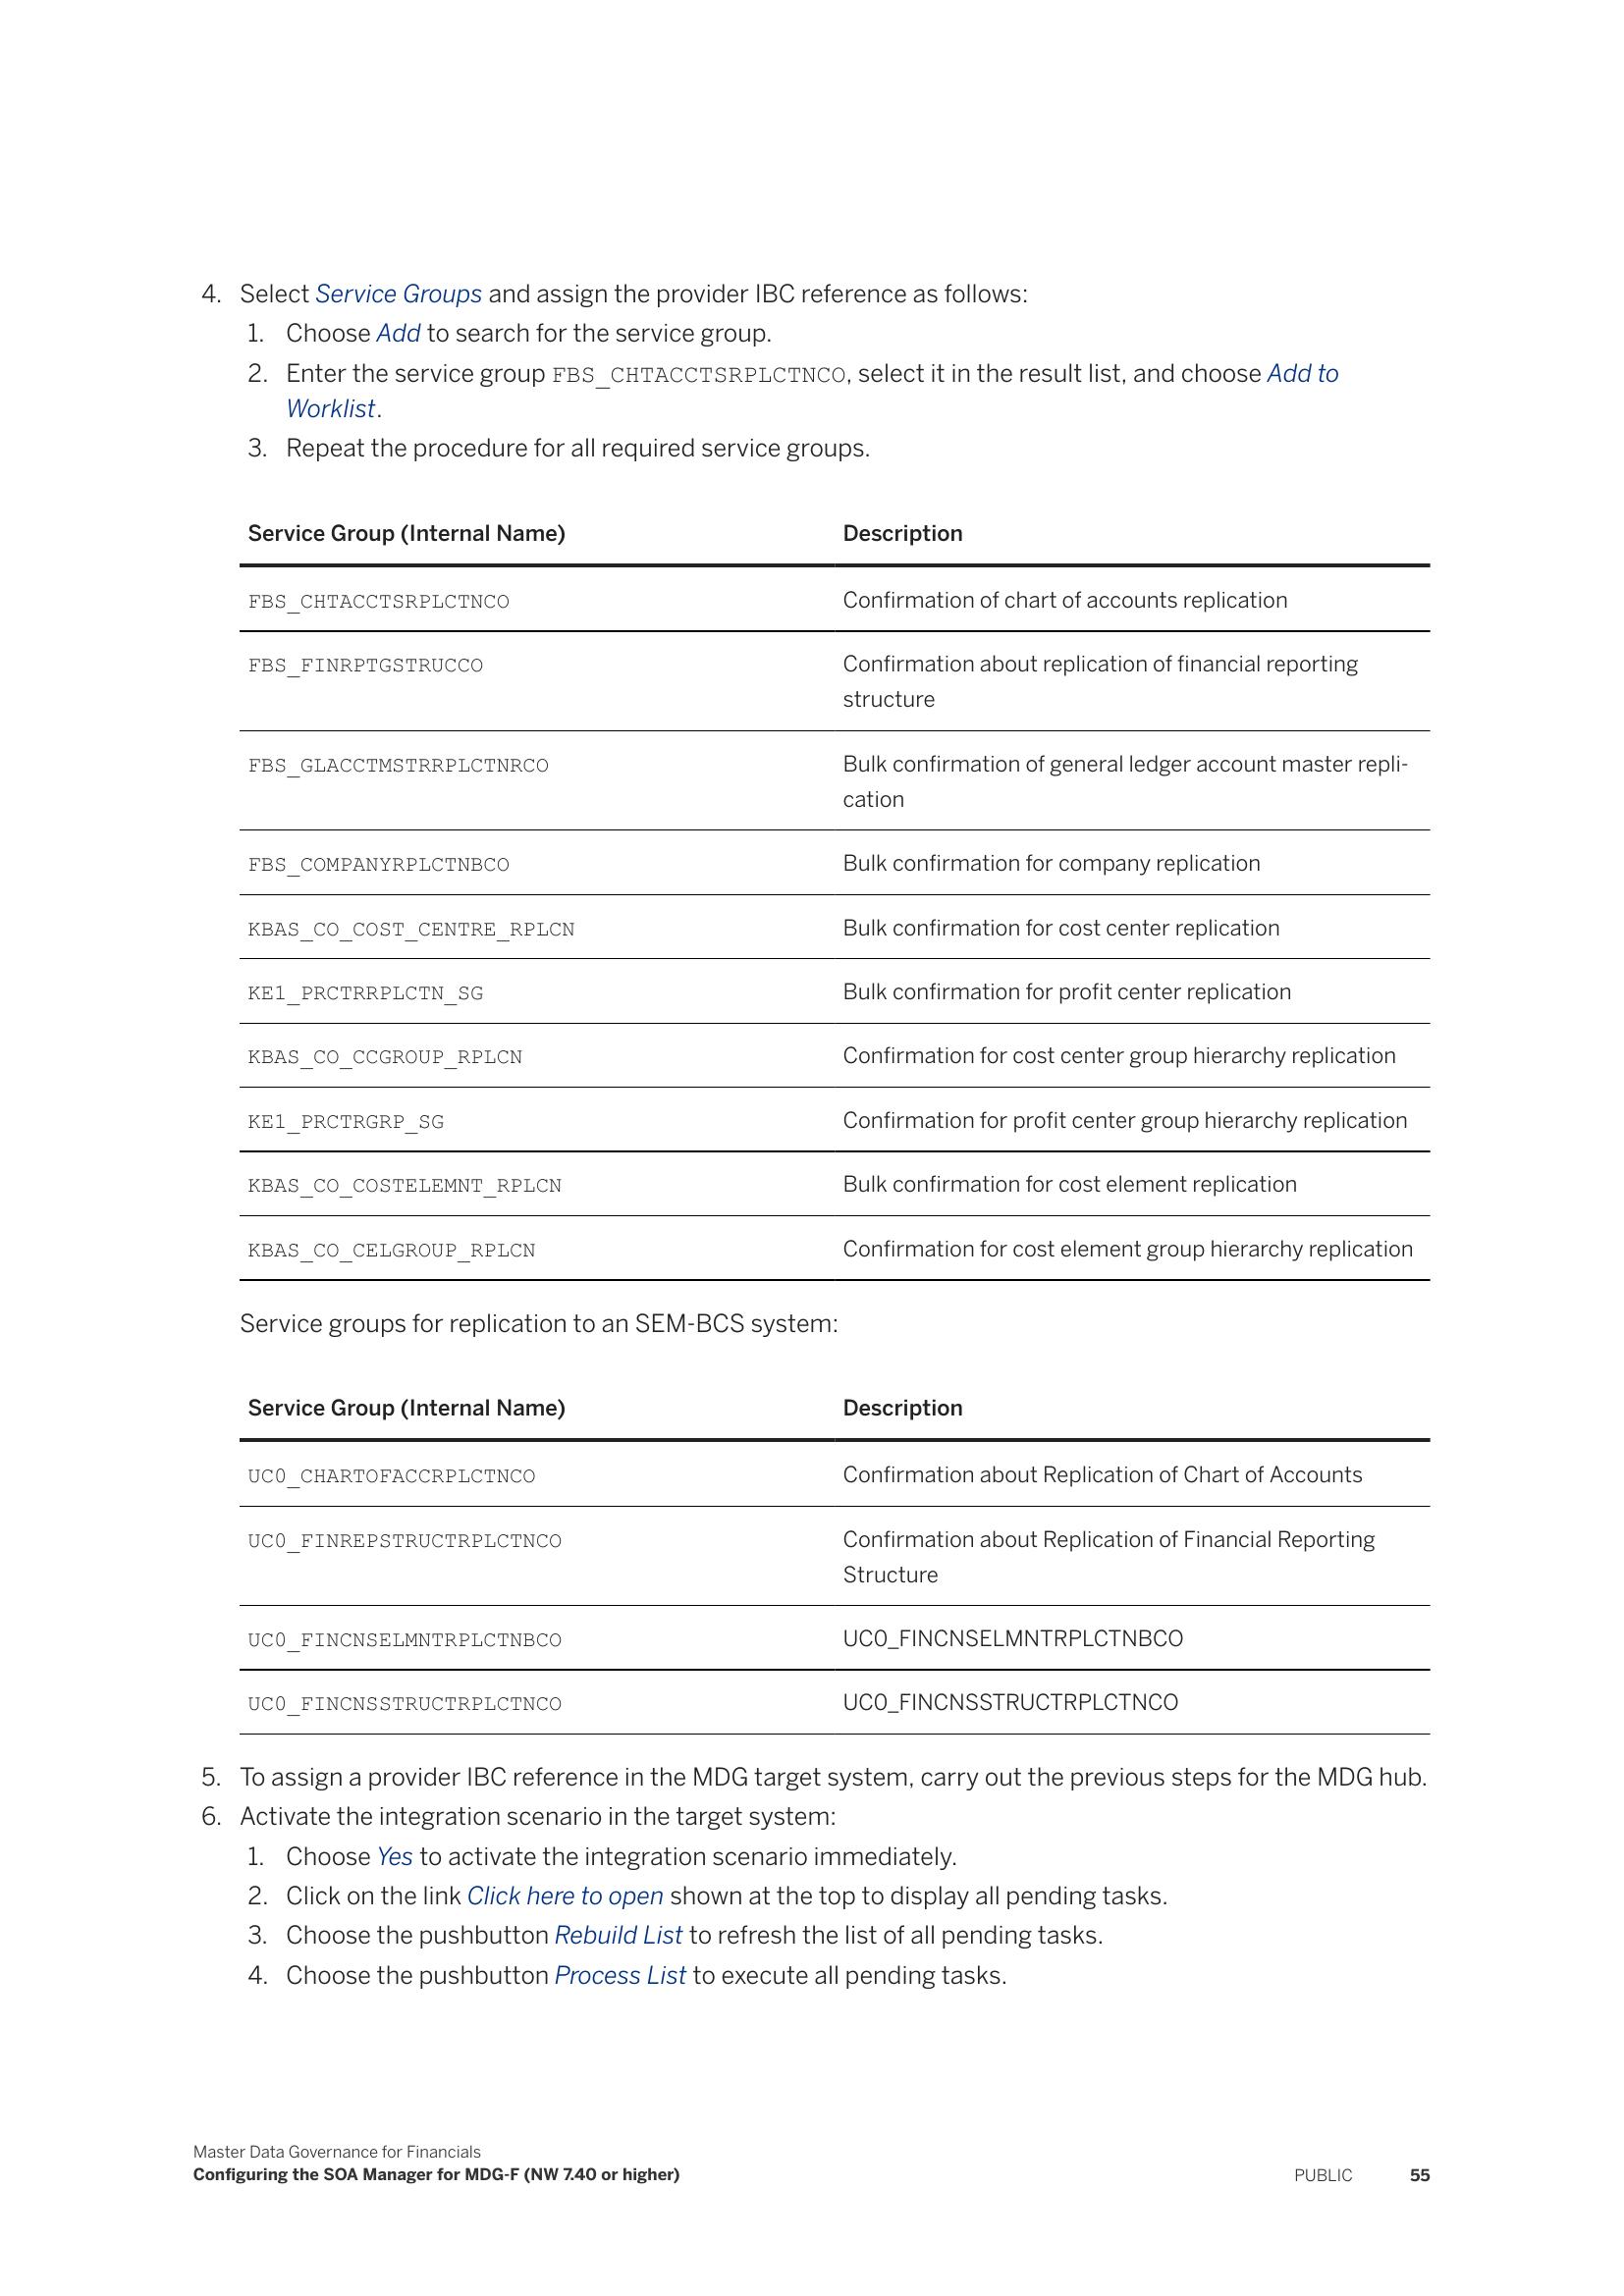 4. Select Service Groups and assign the provider IBC reference as follows:
1. Choose Add to search for the service group.
2. Enter the service group FBS_CHTACCTSRPLCTNCO, select it in the result list, and choose Add to
Worklist.
3. Repeat the procedure for all required service groups.
Service Group (Internal Name) Description
FBS_CHTACCTSRPLCTNCO Confirmation of chart of accounts replication
FBS_FINRPTGSTRUCCO Confirmation about replication of financial reporting
structure
FBS_GLACCTMSTRRPLCTNRCO Bulk confirmation of general ledger account master repli-
cation
FBS_COMPANYRPLCTNBCO Bulk confirmation for company replication
KBAS_CO_COST_CENTRE_RPLCN Bulk confirmation for cost center replication
KE1_PRCTRRPLCTN_SG Bulk confirmation for profit center replication
KBAS_CO_CCGROUP_RPLCN Confirmation for cost center group hierarchy replication
KE1_PRCTRGRP_SG Confirmation for profit center group hierarchy replication
KBAS_CO_COSTELEMNT_RPLCN Bulk confirmation for cost element replication
KBAS_CO_CELGROUP_RPLCN Confirmation for cost element group hierarchy replication
Service groups for replication to an SEM-BCS system:
Service Group (Internal Name) Description
UC0_CHARTOFACCRPLCTNCO Confirmation about Replication of Chart of Accounts
UC0_FINREPSTRUCTRPLCTNCO Confirmation about Replication of Financial Reporting
Structure
UC0_FINCNSELMNTRPLCTNBCO UC0_FINCNSELMNTRPLCTNBCO
UC0_FINCNSSTRUCTRPLCTNCO UC0_FINCNSSTRUCTRPLCTNCO
5. To assign a provider IBC reference in the MDG target system, carry out the previous steps for the MDG hub.
6. Activate the integration scenario in the target system:
1. Choose Yes to activate the integration scenario immediately.
2. Click on the link Click here to open shown at the top to display all pending tasks.
3. Choose the pushbutton Rebuild List to refresh the list of all pending tasks.
4. Choose the pushbutton Process List to execute all pending tasks.
Master Data Governance for Financials
Configuring the SOA Manager for MDG-F (NW 7.40 or higher) PUBLIC 55